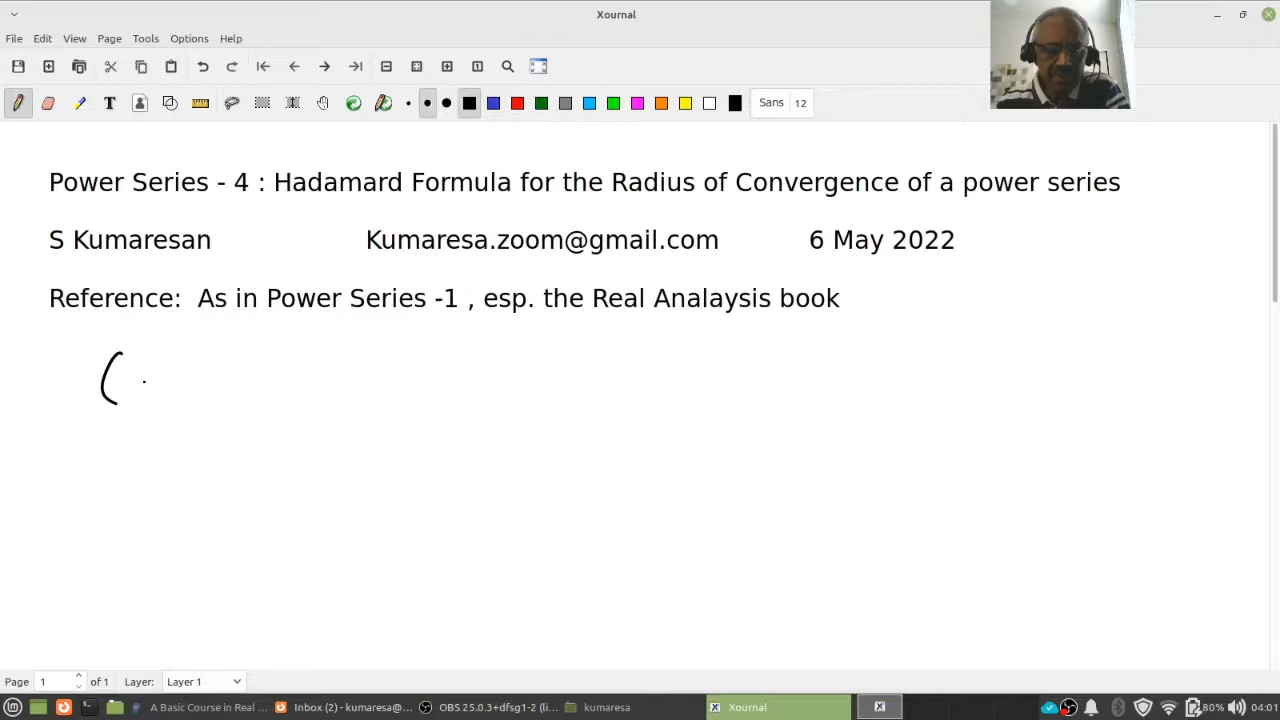 Xournal
File Edit View Page Tools Options Help
T Sans 12
Power Series - 4 : Hadamard Formula for the Radius of Convergence of a power series
S Kumaresan Kumaresa.zoom@gmail.com 6 May 2022
Reference: As in Power Series -1 , esp. the Real Analaysis book
(
Page 1 of 1 Layer: Layer 1
A Basic Course in Real ... Inbox (2) - kumaresa@... OBS 25.0.3+dfsg1-2 (li... kumaresa Xournal 80% 04:01